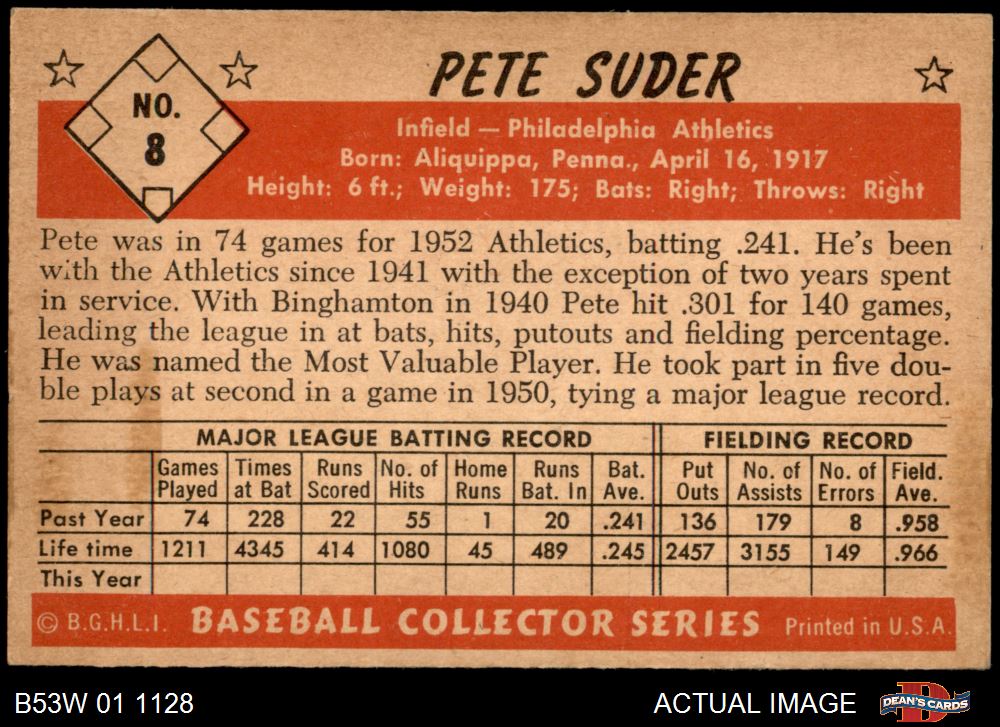 NO.
8
PETE SUDER
Infield — Philadelphia Athletics
Born: Aliquippa, Penna., April 16, 1917
Height: 6 ft.; Weight: 175; Bats: Right; Throws: Right
Pete was in 74 games for 1952 Athletics, batting .241. He's been
with the Athletics since 1941 with the exception of two years spent
in service. With Binghamton in 1940 Pete hit .301 for 140 games,
leading the league in at bats, hits, putouts and fielding percentage.
He was named the Most Valuable Player. He took part in five dou-
ble plays at second in a game in 1950, tying a major league record.
MAJOR LEAGUE BATTING RECORD FIELDING RECORD
Games Times Runs No. of Home Runs Bat. Put No. of No. of Field.
Played at Bat Scored Hits Runs Bat. In Ave. Outs Assists Errors Ave.
Past Year 74 228 22 55 1 20 .241 136 179 8 .958
Life time 1211 4345 414 1080 45 489 .245 2457 3155 149 .966
This Year
© B.G.H.L.I. BASEBALL COLLECTOR SERIES Printed in U.S.A.
B53W 01 1128 ACTUAL IMAGE DEAN'S CARDS